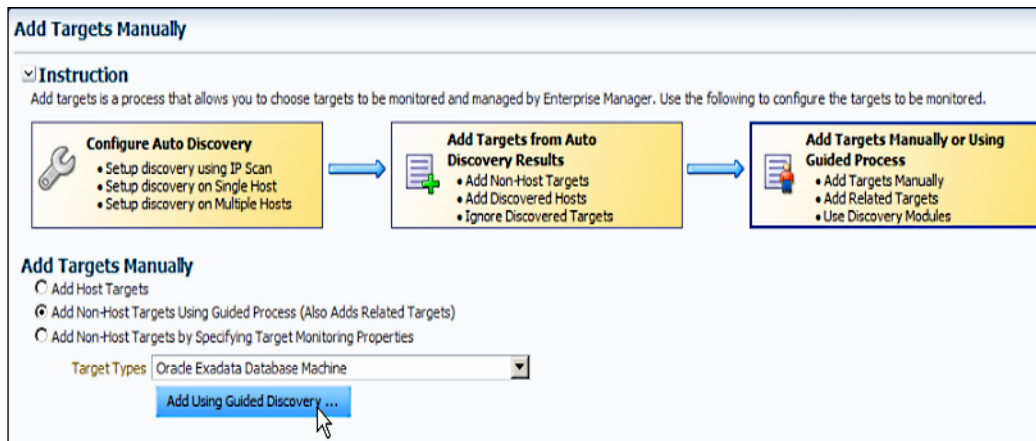 Add Targets Manually
Instruction
Add targets is a process that allows you to choose targets to be monitored and managed by Enterprise Manager. Use the following to configure the targets to be monitored.
Configure Auto Discovery
• Setup discovery using IP Scan
• Setup discovery on Single Host
• Setup discovery on Multiple Hosts
Add Targets from Auto
Discovery Results
• Add Non-Host Targets
• Add Discovered Hosts
• Ignore Discovered Targets
Add Targets Manually or Using
Guided Process
• Add Targets Manually
• Add Related Targets
• Use Discovery Modules
Add Targets Manually
Add Host Targets
Add Non-Host Targets Using Guided Process (Also Adds Related Targets)
Add Non-Host Targets by Specifying Target Monitoring Properties
Target Types Oracle Exadata Database Machine
Add Using Guided Discovery ...